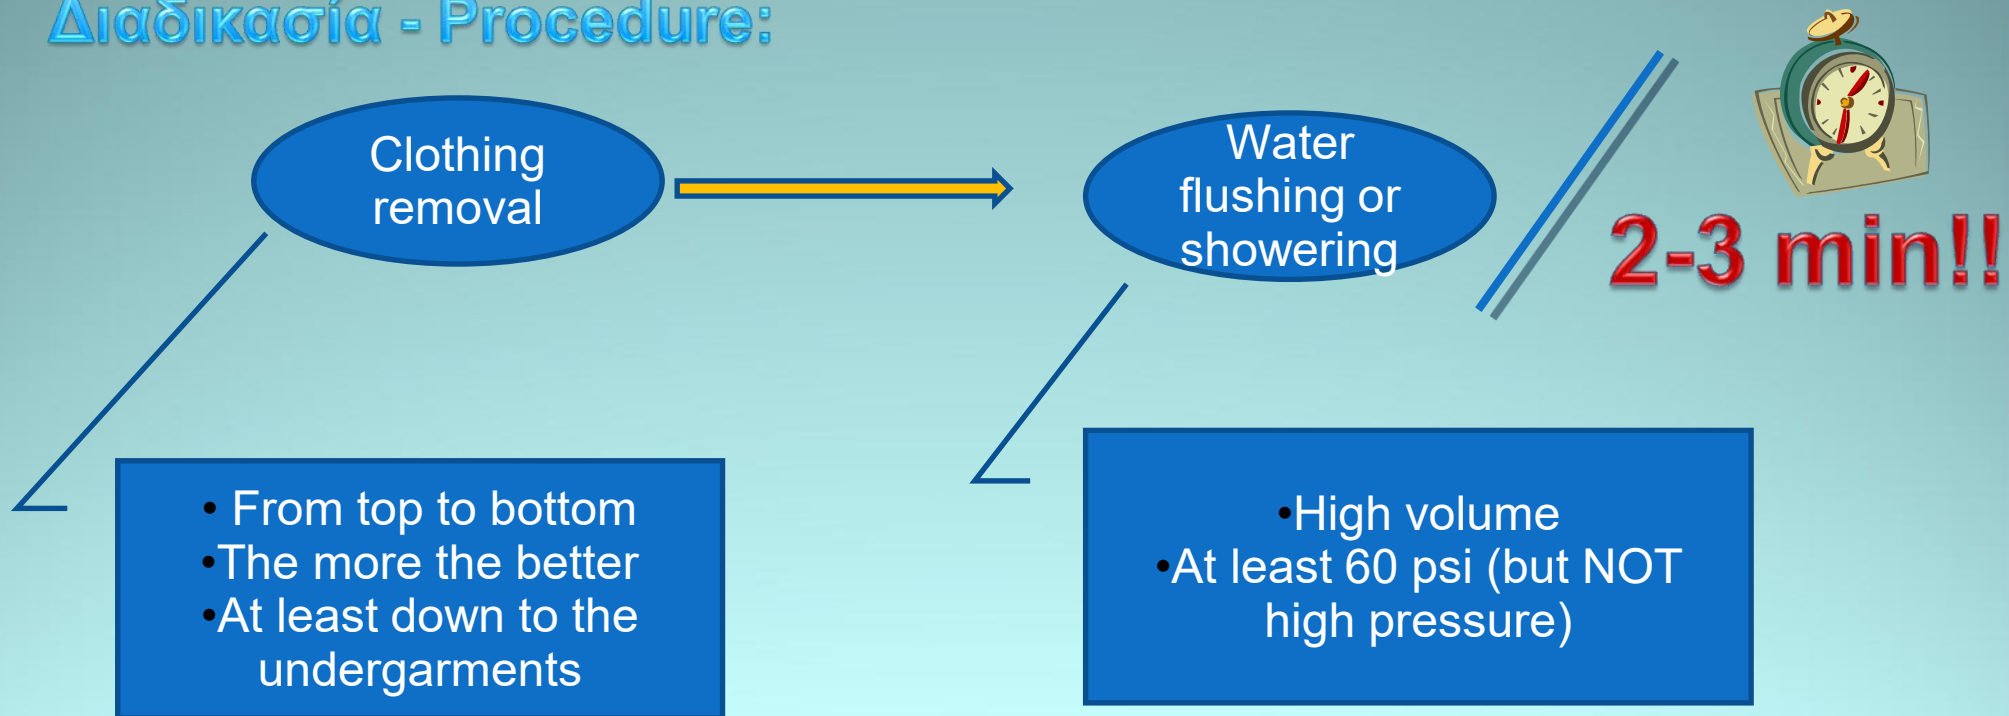 Διαδικασία - Procedure:
Clothing
removal
Water
flushing or
showering
2-3 min!!
• From top to bottom
•The more the better
•At least down to the
undergarments
•High volume
•At least 60 psi (but NOT
high pressure)